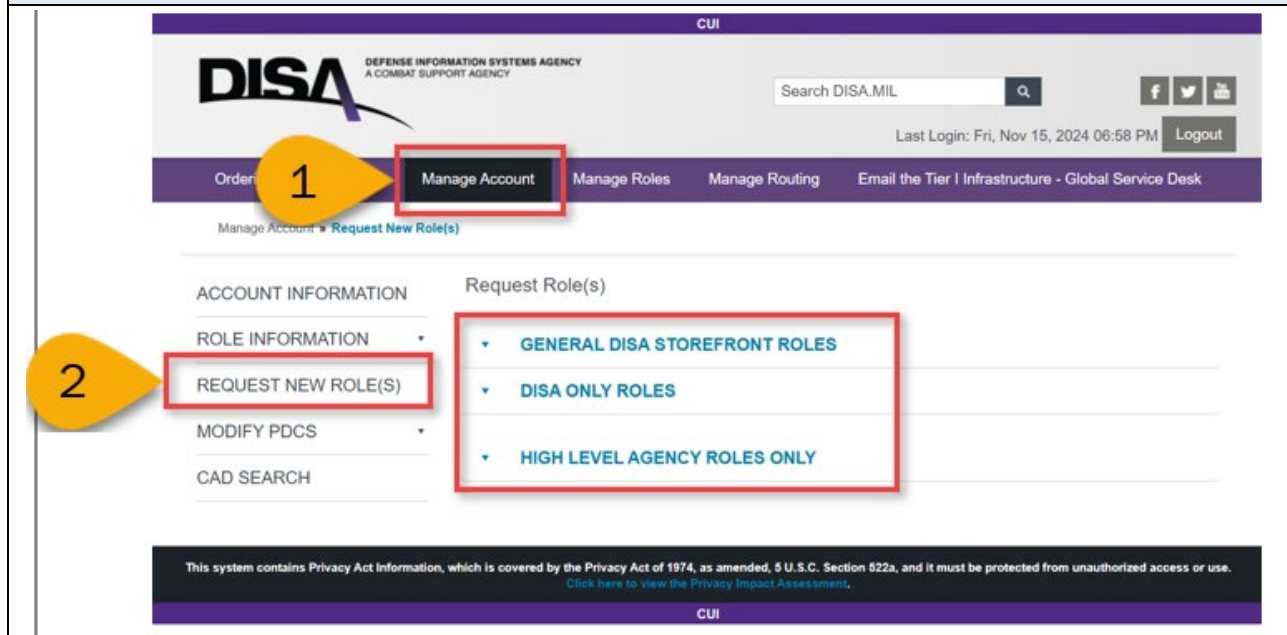 CUI
DISA
DEFENSE INFORMATION SYSTEMS AGENCY
A COMBAT SUPPORT AGENCY
Search DISA.MIL
Last Login: Fri, Nov 15, 2024 06:58 PM Logout
1
Manage Account Manage Roles Manage Routing Email the Tier I Infrastructure - Global Service Desk
Manage Account » Request New Role(s)
ACCOUNT INFORMATION
ROLE INFORMATION
2
REQUEST NEW ROLE(S)
MODIFY PDCS
CAD SEARCH
Request Role(s)
GENERAL DISA STOREFRONT ROLES
DISA ONLY ROLES
HIGH LEVEL AGENCY ROLES ONLY
This system contains Privacy Act Information, which is covered by the Privacy Act of 1974, as amended, 5 U.S.C. Section 522a, and it must be protected from unauthorized access or use.
Click here to view the Privacy Impact Assessment.
CUI